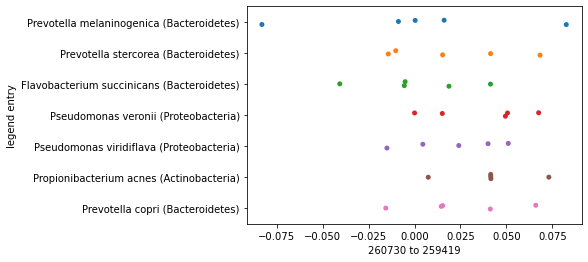 Prevotella melaninogenica (Bacteroidetes)
Prevotella stercorea (Bacteroidetes)
Flavobacterium succinicans (Bacteroidetes)
Pseudomonas veronii (Proteobacteria)
Pseudomonas viridiflava (Proteobacteria)
Propionibacterium acnes (Actinobacteria)
Prevotella copri (Bacteroidetes)
legend entry
−0.075 −0.050 −0.025 0.000 0.025 0.050 0.075
260730 to 259419